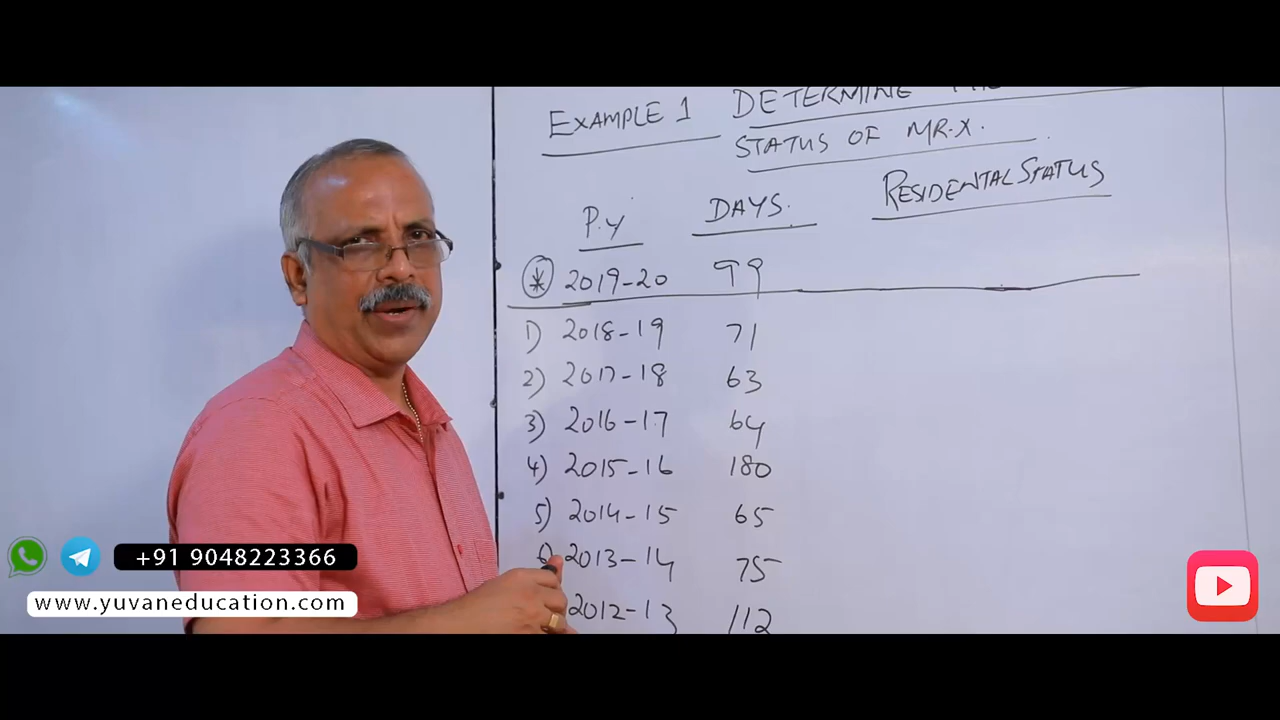 EXAMPLE 1 DETERMINE
STATUS OF MR.X.
P.Y DAYS. RESIDENTAL STATUS
* 2019-20 99
1) 2018-19 71
2) 2017-18 63
3) 2016-17 64
4) 2015-16 180
5) 2014-15 65
6) 2013-14 75
2012-13 112
+91 9048223366
www.yuvaneducation.com